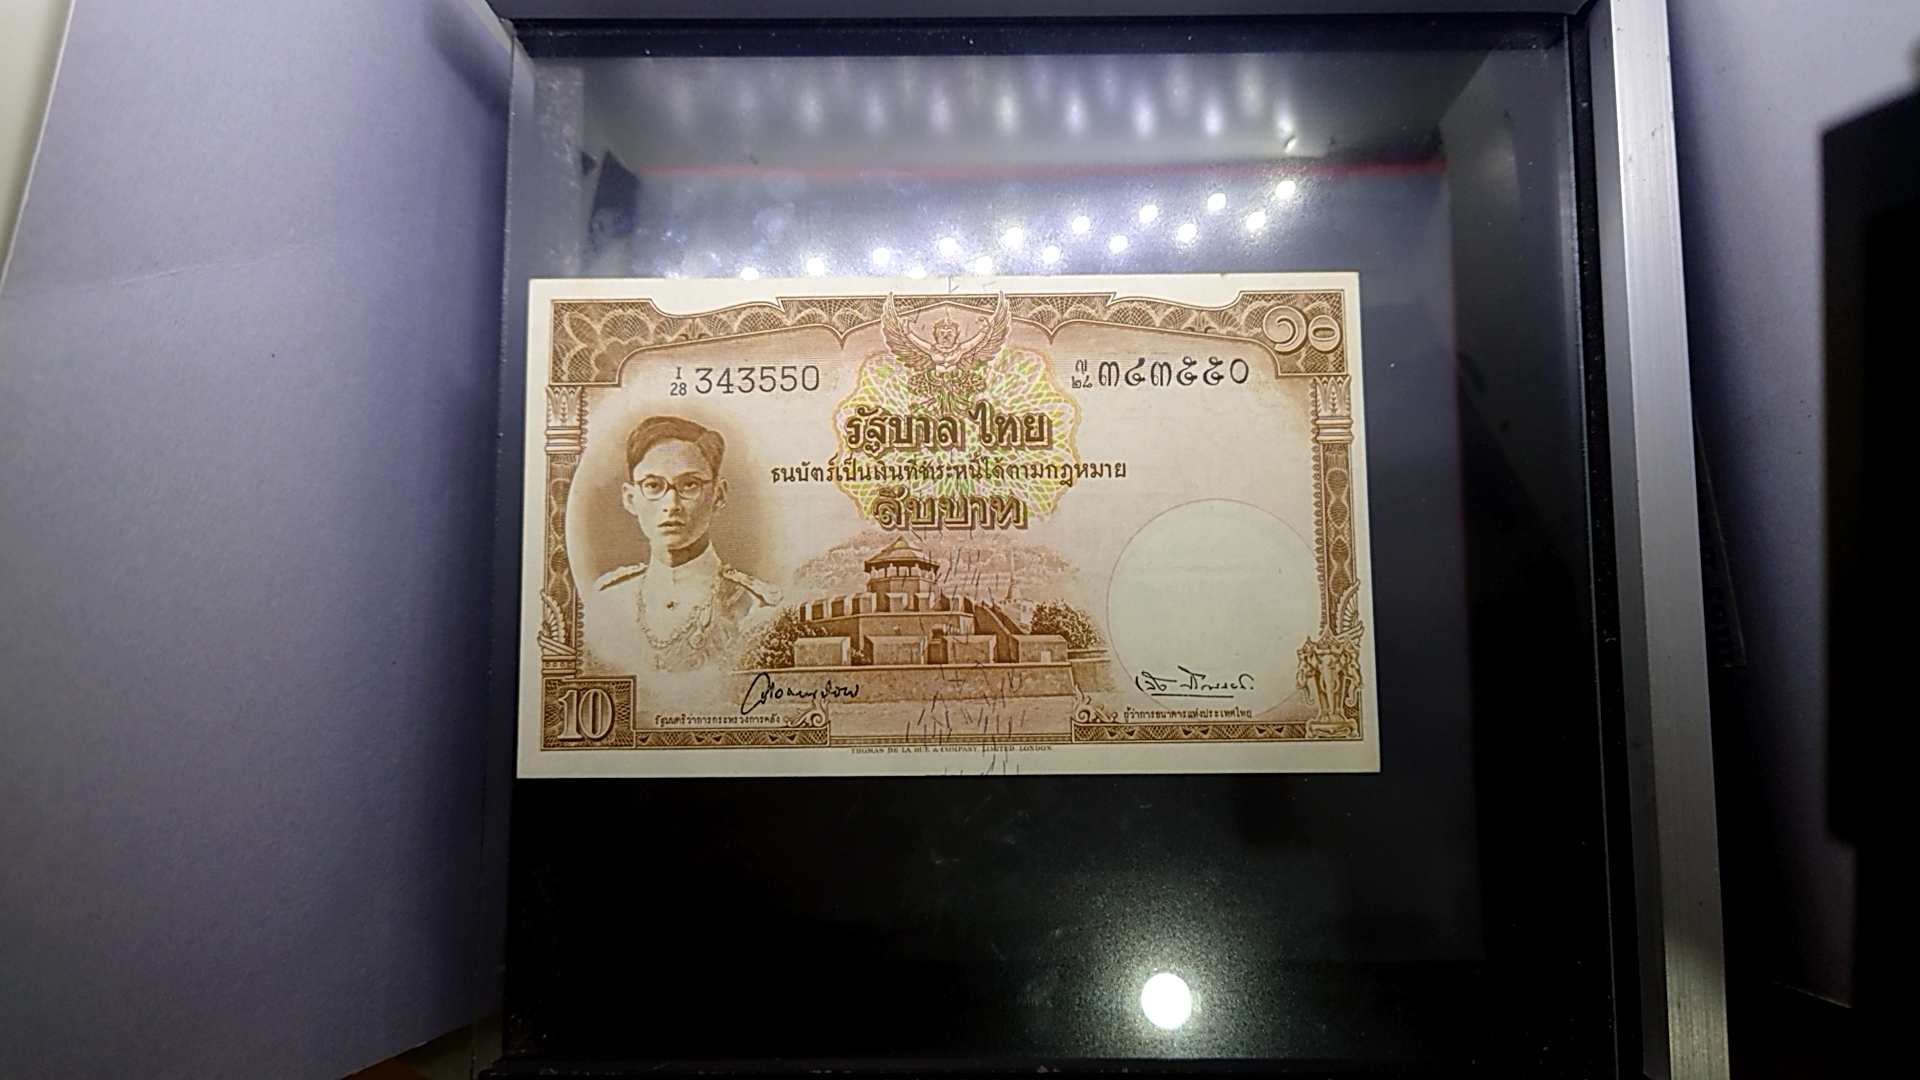 ๑๐
I
28 343550
ญ
๒๘ ๓๔๓๕๕๐
รัฐบาลไทย
ธนบัตร์เป็นเงินที่ชำระหนี้ได้ตามกฎหมาย
สิบบาท
10
รัฐมนตรีว่าการกระทรวงการคลัง
ผู้ว่าการธนาคารแห่งประเทศไทย
THOMAS DE LA RUE & COMPANY, LIMITED. LONDON.